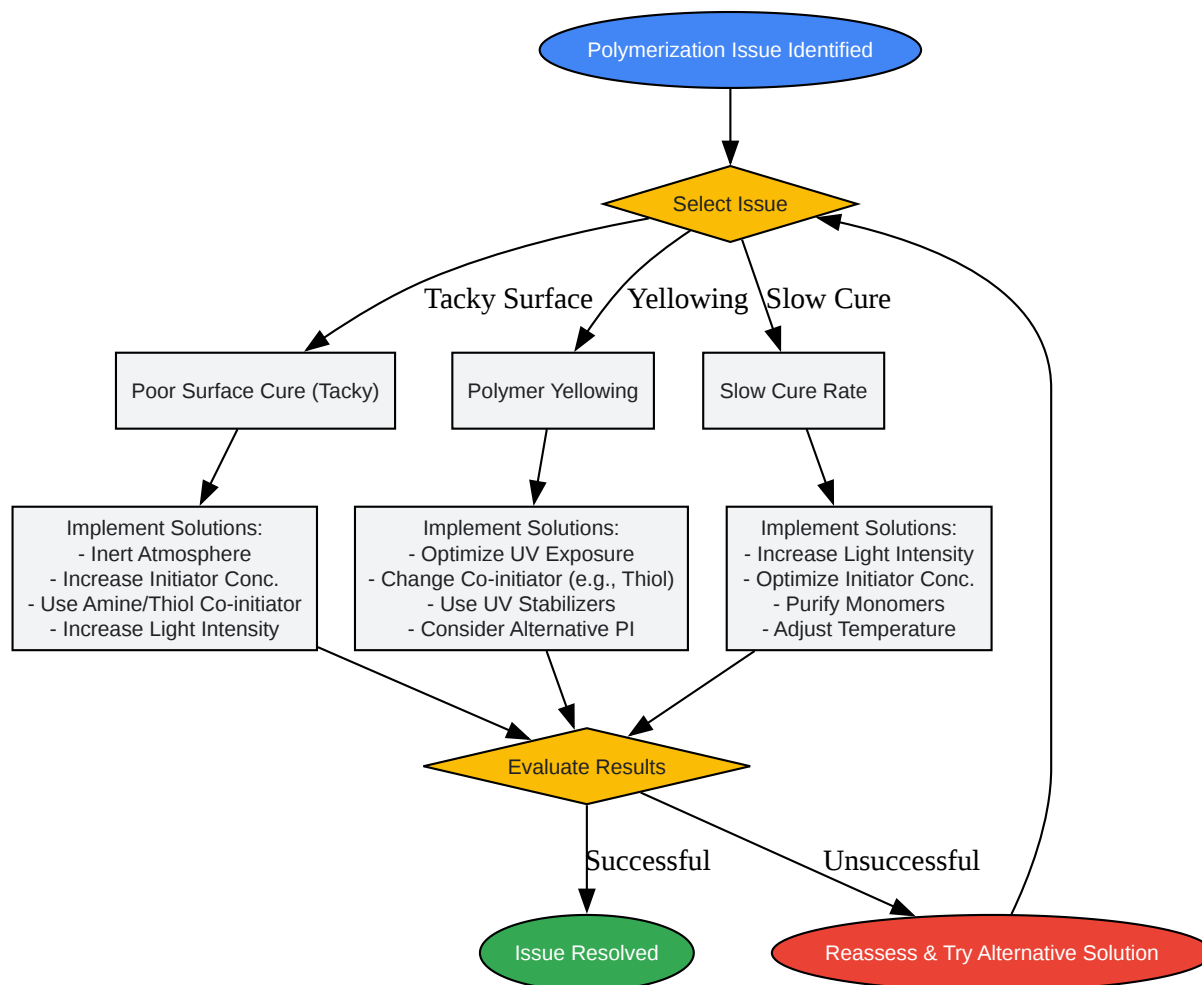 Polymerization Issue Identified
Select Issue
Tacky Surface
Yellowing
Slow Cure
Poor Surface Cure (Tacky)
Polymer Yellowing
Slow Cure Rate
Implement Solutions:
- Inert Atmosphere
- Increase Initiator Conc.
- Use Amine/Thiol Co-initiator
- Increase Light Intensity
Implement Solutions:
- Optimize UV Exposure
- Change Co-initiator (e.g., Thiol)
- Use UV Stabilizers
- Consider Alternative PI
Implement Solutions:
- Increase Light Intensity
- Optimize Initiator Conc.
- Purify Monomers
- Adjust Temperature
Evaluate Results
Successful
Unsuccessful
Issue Resolved
Reassess & Try Alternative Solution